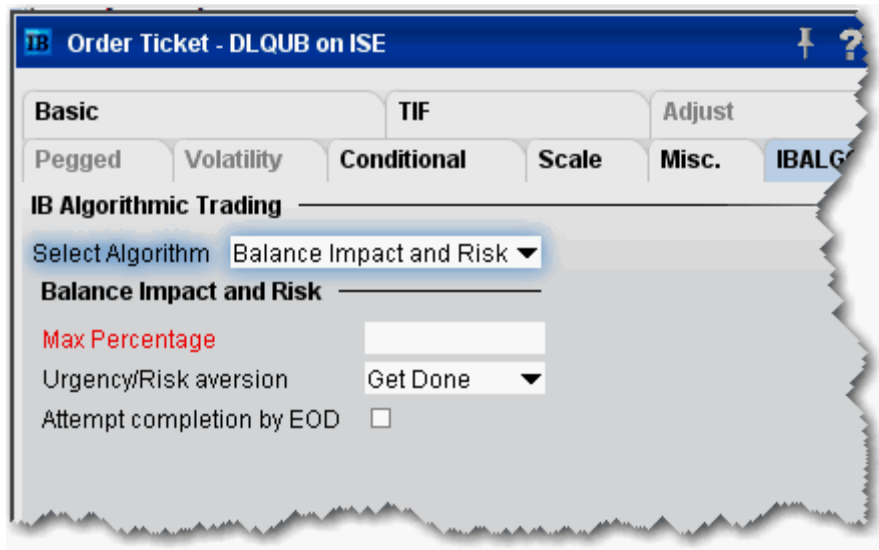 IB Order Ticket - DLQUB on ISE ?
Basic TIF Adjust
Pegged Volatility Conditional Scale Misc. IBALG
IB Algorithmic Trading
Select Algorithm Balance Impact and Risk
Balance Impact and Risk
Max Percentage
Urgency/Risk aversion Get Done
Attempt completion by EOD